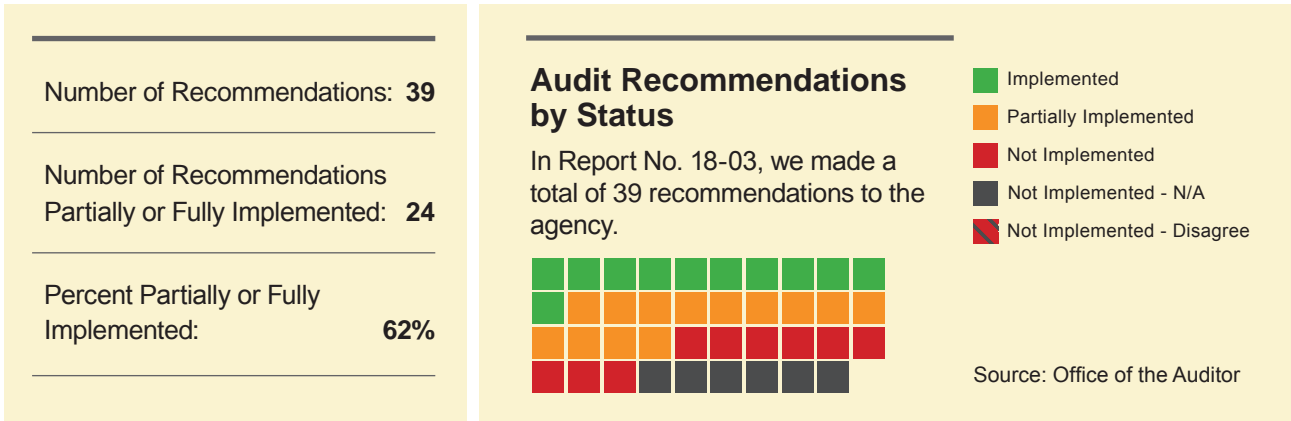 Number of Recommendations: 39
Number of Recommendations
Partially or Fully Implemented: 24
Percent Partially or Fully
Implemented: 62%
Audit Recommendations
by Status
In Report No. 18-03, we made a
total of 39 recommendations to the
agency.
Implemented
Partially Implemented
Not Implemented
Not Implemented - N/A
Not Implemented - Disagree
Source: Office of the Auditor